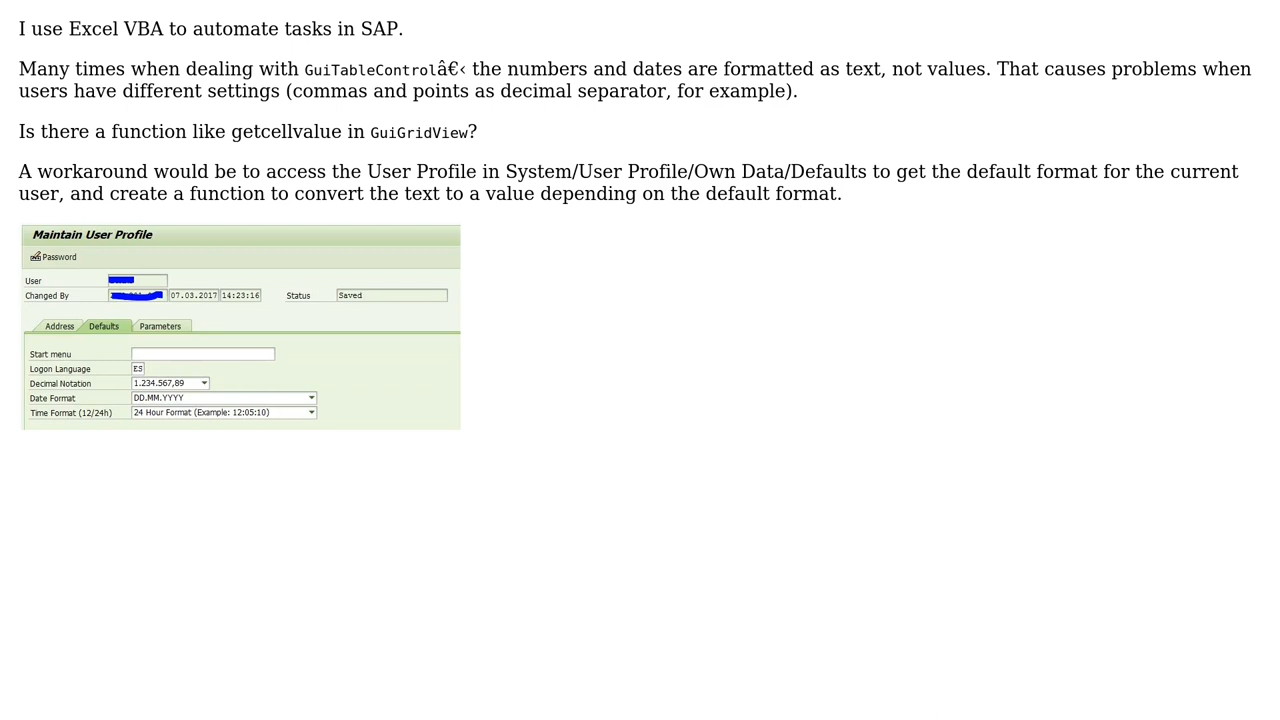 I use Excel VBA to automate tasks in SAP.
Many times when dealing with GuiTableControlâ€‹ the numbers and dates are formatted as text, not values. That causes problems when
users have different settings (commas and points as decimal separator, for example).
Is there a function like getcellvalue in GuiGridView?
A workaround would be to access the User Profile in System/User Profile/Own Data/Defaults to get the default format for the current
user, and create a function to convert the text to a value depending on the default format.
Maintain User Profile
Password
User
Changed By 07.03.2017 14:23:16 Status Saved
Address Defaults Parameters
Start menu
Logon Language ES
Decimal Notation 1.234.567,89
Date Format DD.MM.YYYY
Time Format (12/24h) 24 Hour Format (Example: 12:05:10)